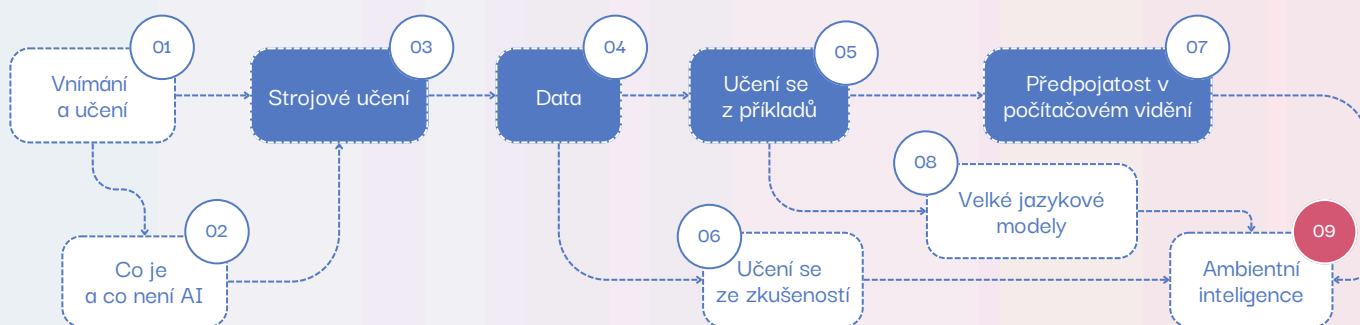 01
Vnímání
a učení
02
Co je
a co není AI
03
Strojové učení
04
Data
05
Učení se
z příkladů
06
Učení se
ze zkušeností
07
Předpojatost v
počítačovém vidění
08
Velké jazykové
modely
09
Ambientní
inteligence